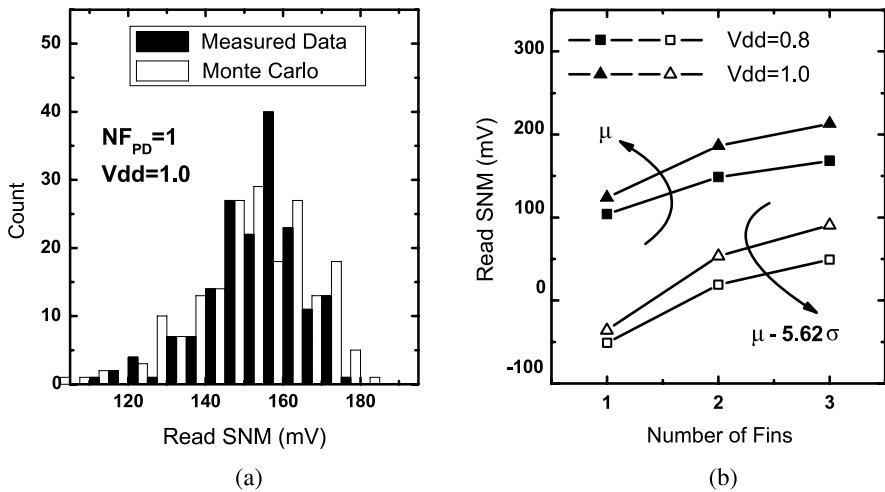 Measured Data
Monte Carlo
NF_PD=1
Vdd=1.0
50
40
30
20
10
0
Count
120 140 160 180
Read SNM (mV)
(a)
Vdd=0.8
Vdd=1.0
μ
μ - 5.62σ
300
200
100
0
-100
Read SNM (mV)
1 2 3
Number of Fins
(b)